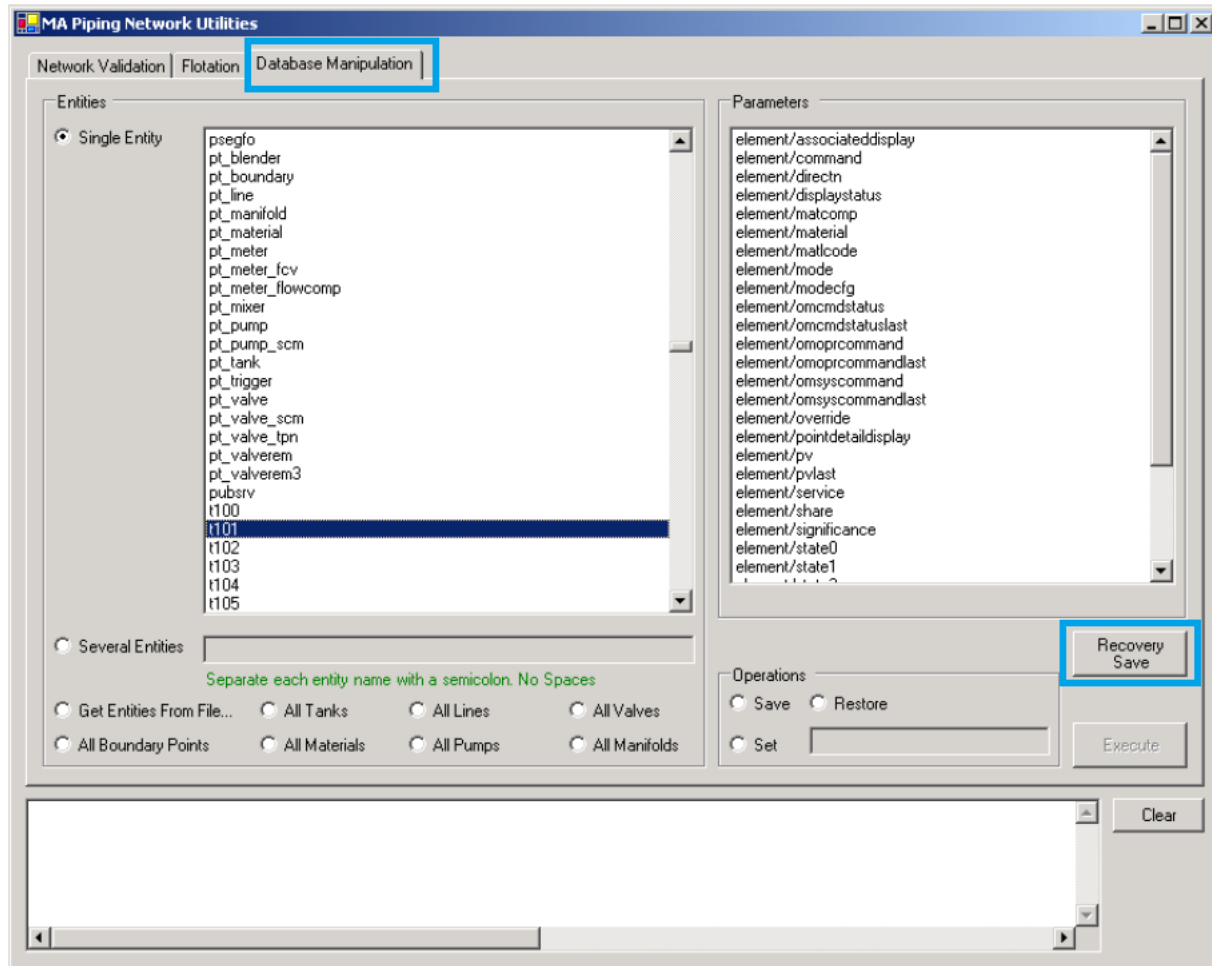 MA Piping Network Utilities
Network Validation
Flotation
Database Manipulation
Entities
Single Entity
psegfo
pt_blender
pt_boundary
pt_line
pt_manifold
pt_material
pt_meter
pt_meter_fcv
pt_meter_flowcomp
pt_mixer
pt_pump
pt_pump_scm
pt_tank
pt_trigger
pt_valve
pt_valve_scm
pt_valve_tpn
pt_valverem
pt_valverem3
pubsrv
t100
t101
t102
t103
t104
t105
Several Entities
Separate each entity name with a semicolon. No Spaces
Get Entities From File...
All Tanks
All Lines
All Valves
All Boundary Points
All Materials
All Pumps
All Manifolds
Parameters
element/associateddisplay
element/command
element/directn
element/displaystatus
element/matcomp
element/material
element/matlcode
element/mode
element/modecfg
element/omcmdstatus
element/omcmdstatuslast
element/omoprcommand
element/omoprcommandlast
element/omsyscommand
element/omsyscommandlast
element/override
element/pointdetaildisplay
element/pv
element/pvlast
element/service
element/share
element/significance
element/state0
element/state1
Recovery
Save
Operations
Save
Restore
Set
Execute
Clear